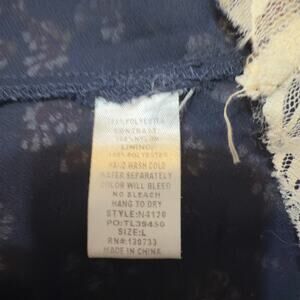 100% POLYESTER
CONTRAST:
100% NYLON
LINING:
100% POLYESTER
HAND WASH COLD
WATER SEPARATELY
COLOR WILL BLEED
NO BLEACH
HANG TO DRY
STYLE:N4120
PO:TL39450
SIZE:L
RN#:130733
MADE IN CHINA